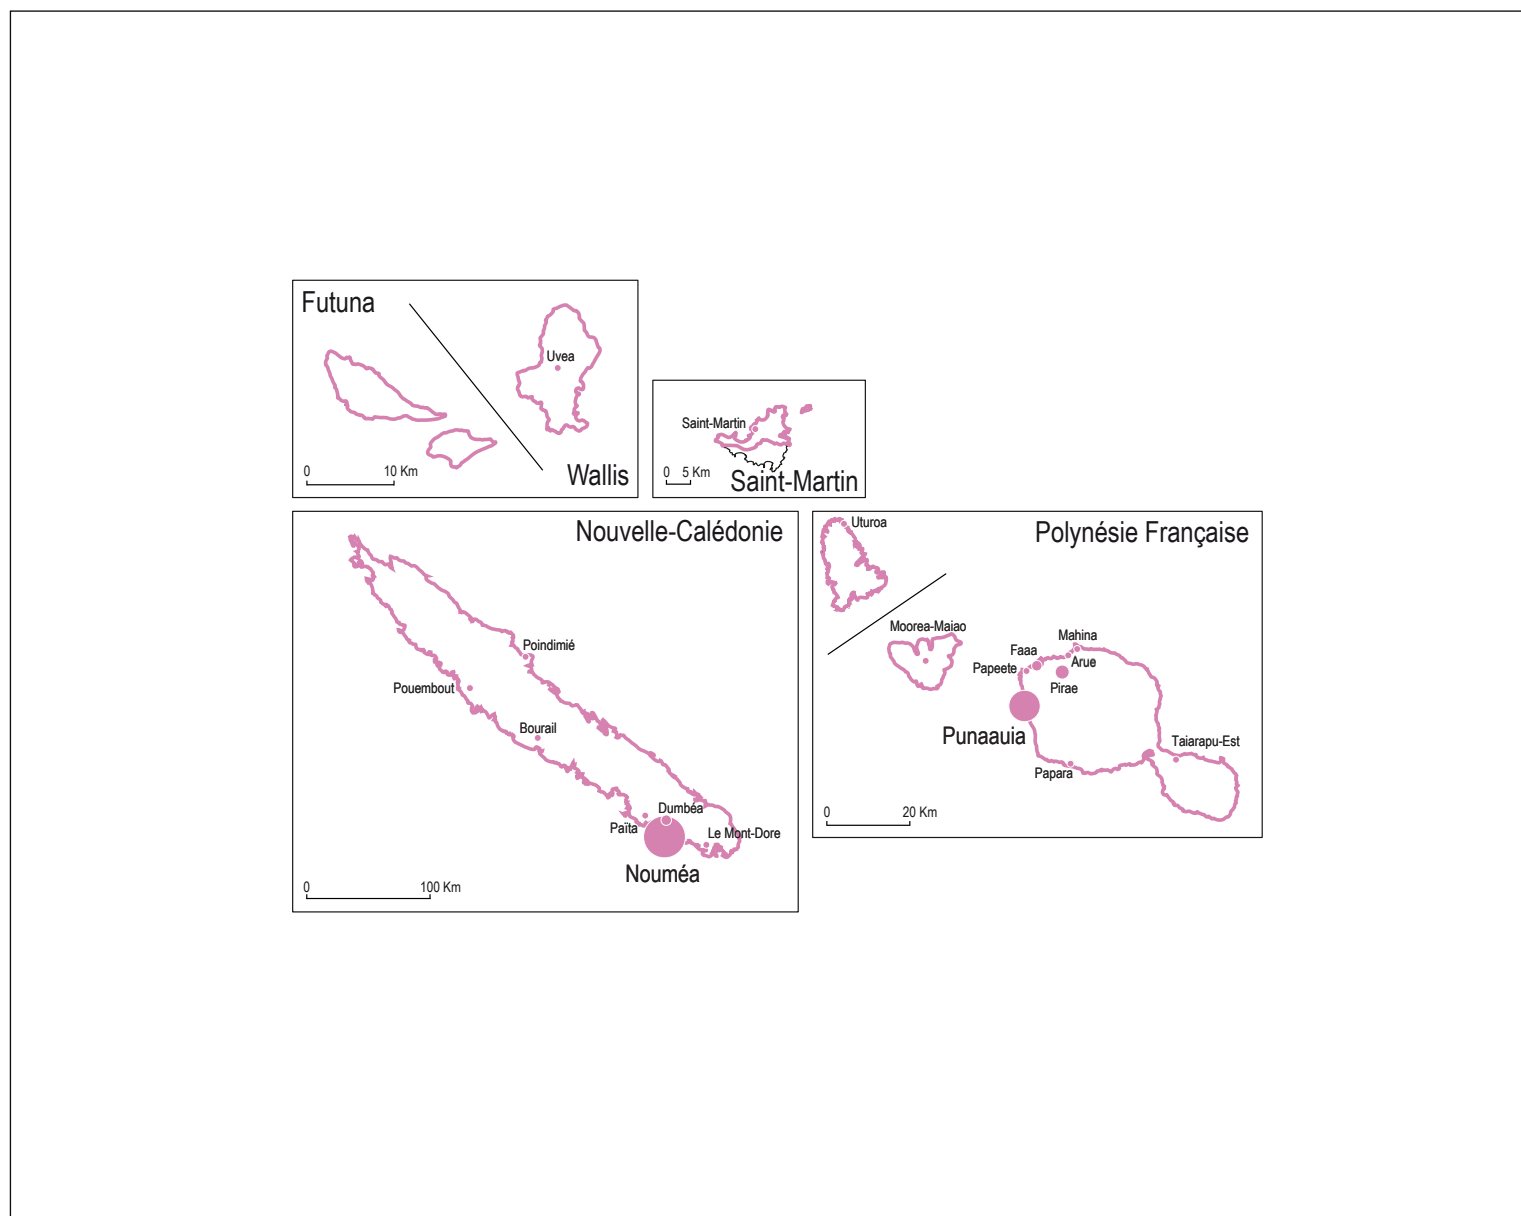 Futuna
Uvea
0
10 Km
Wallis
Saint-Martin
0
5 Km
Saint-Martin
Nouvelle-Calédonie
Poindimié
Pouembout
Bourail
Dumbéa
Païta
Le Mont-Dore
Nouméa
0
100 Km
Uturoa
Polynésie Française
Moorea-Maiao
Mahina
Faaa
Arue
Papeete
Pirae
Punaauia
Taiarapu-Est
Papara
0
20 Km